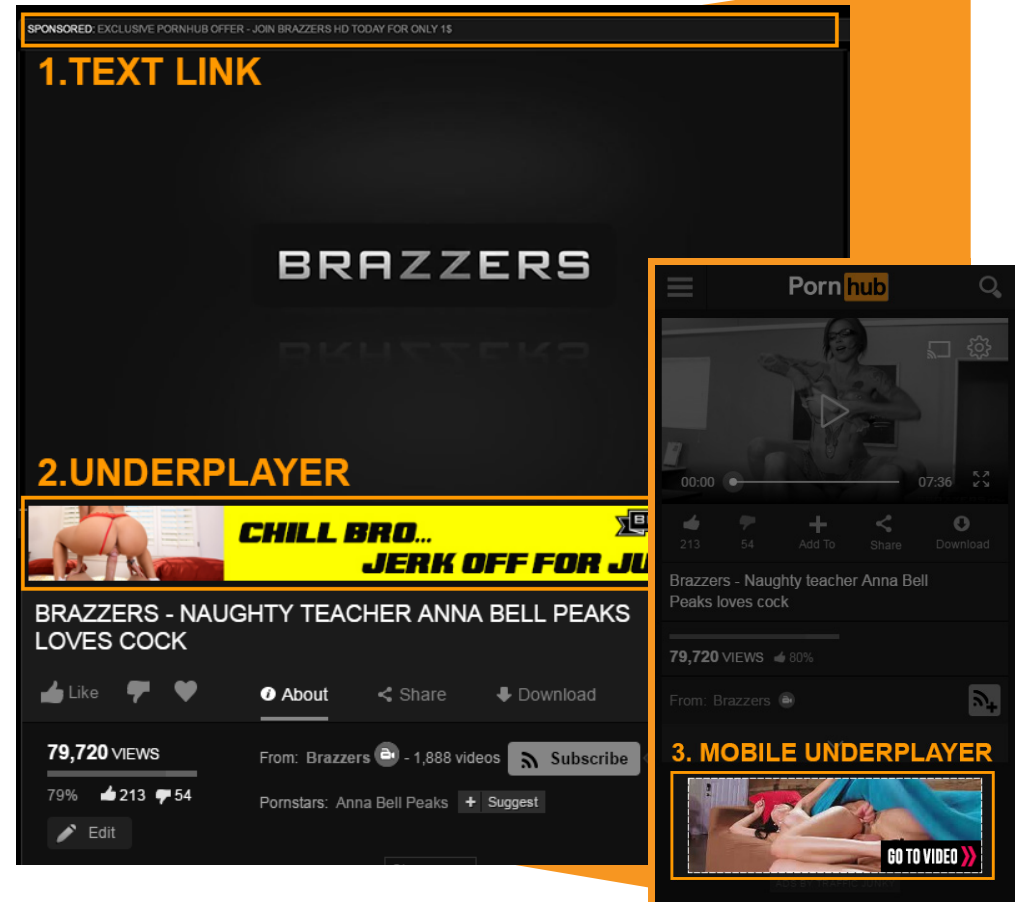 SPONSORED: EXCLUSIVE PORNHUB OFFER - JOIN BRAZZERS HD TODAY FOR ONLY 1$
1.TEXT LINK
BRAZZERS
2.UNDERPLAYER
CHILL BRO...
JERK OFF FOR
BRAZZERS - NAUGHTY TEACHER ANNA BELL PEAKS
LOVES COCK
Like About Share Download
79,720 VIEWS
From: Brazzers - 1,888 videos Subscribe
79% 213 54
Pornstars: Anna Bell Peaks + Suggest
Edit
Porn hub
00:00 07:36
213 54 Add To Share Download
Brazzers - Naughty teacher Anna Bell
Peaks loves cock
79,720 VIEWS 80%
From: Brazzers
3. MOBILE UNDERPLAYER
GO TO VIDEO
ADS BY TRAFFIC JUNKY